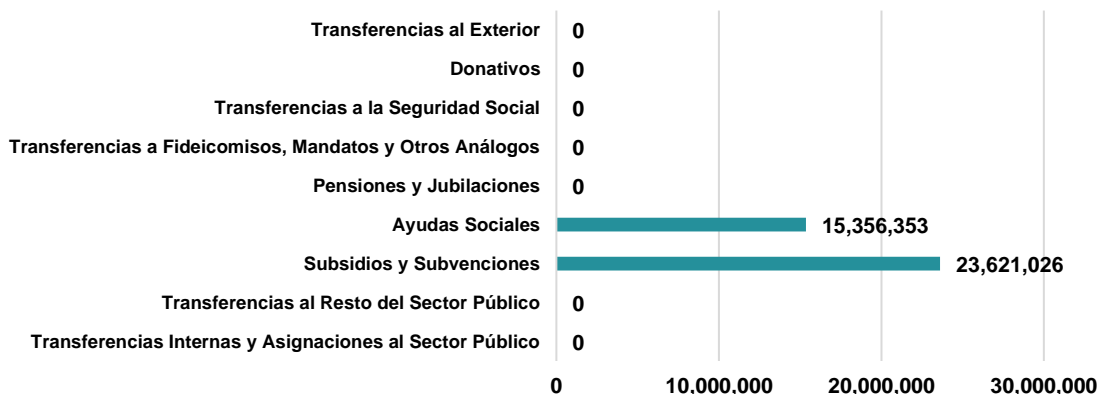 Transferencias al Exterior 0
Donativos 0
Transferencias a la Seguridad Social 0
Transferencias a Fideicomisos, Mandatos y Otros Análogos 0
Pensiones y Jubilaciones 0
Ayudas Sociales 15,356,353
Subsidios y Subvenciones 23,621,026
Transferencias al Resto del Sector Público 0
Transferencias Internas y Asignaciones al Sector Público 0
0 10,000,000 20,000,000 30,000,000